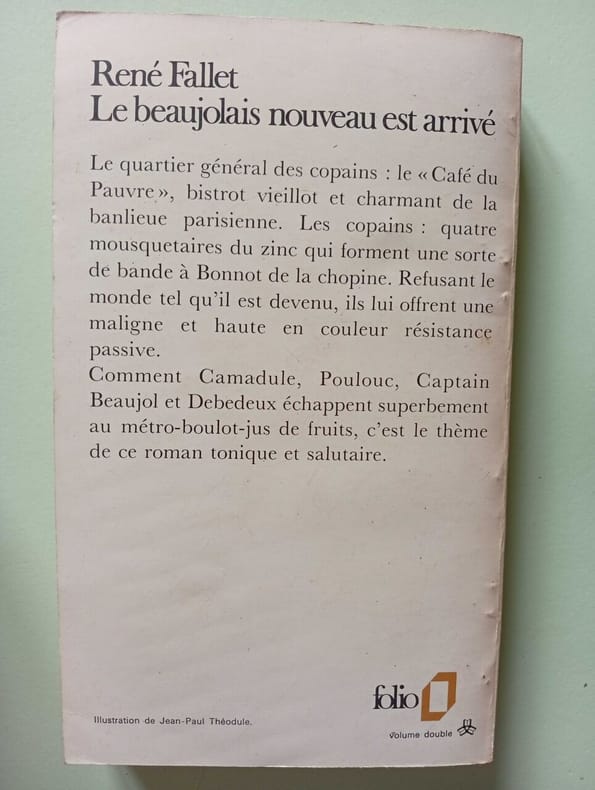 René Fallet
Le beaujolais nouveau est arrivé
Le quartier général des copains : le « Café du
Pauvre », bistrot vieillot et charmant de la
banlieue parisienne. Les copains : quatre
mousquetaires du zinc qui forment une sorte
de bande à Bonnot de la chopine. Refusant le
monde tel qu'il est devenu, ils lui offrent une
maligne et haute en couleur résistance
passive.
Comment Camadule, Poulouc, Captain
Beaujol et Debedeux échappent superbement
au métro-boulot-jus de fruits, c'est le thème
de ce roman tonique et salutaire.
folio
Illustration de Jean-Paul Théodule.
volume double